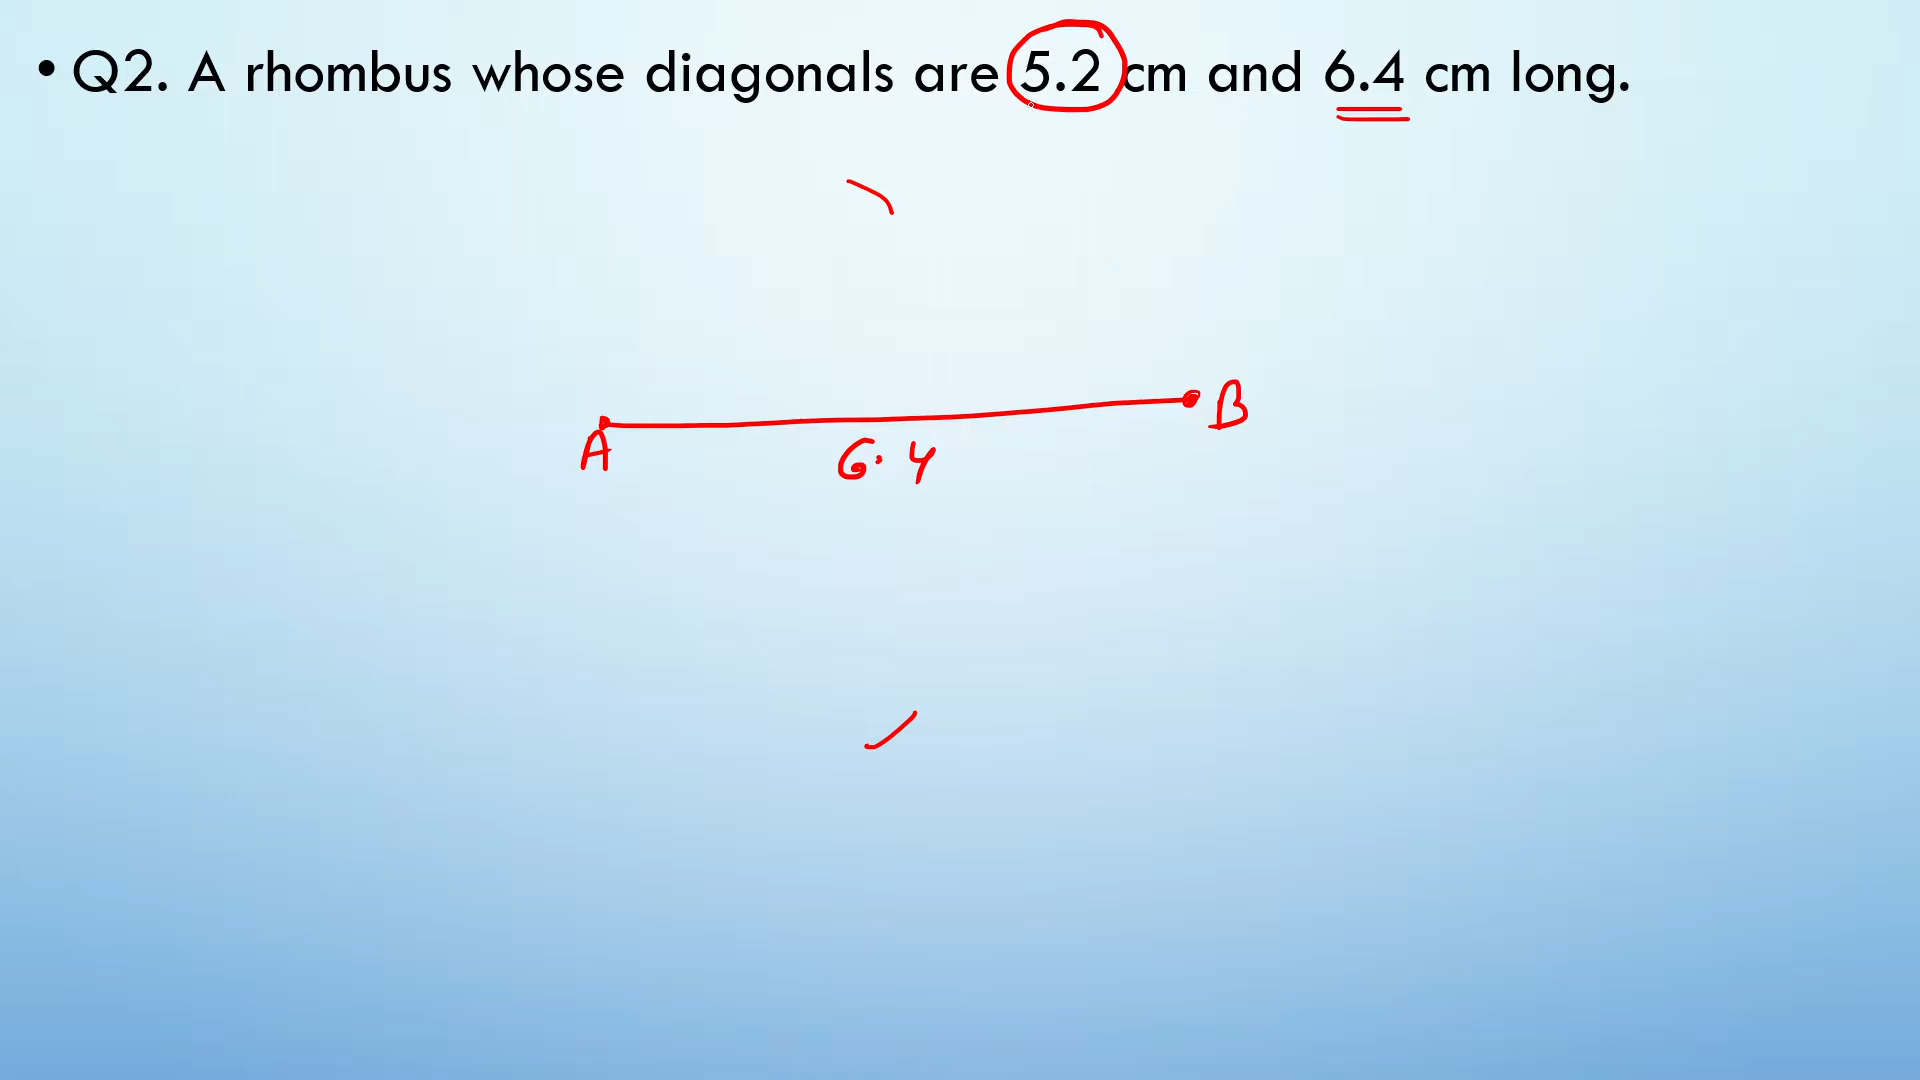 • Q2. A rhombus whose diagonals are 5.2 cm and 6.4 cm long.
A B
6.4